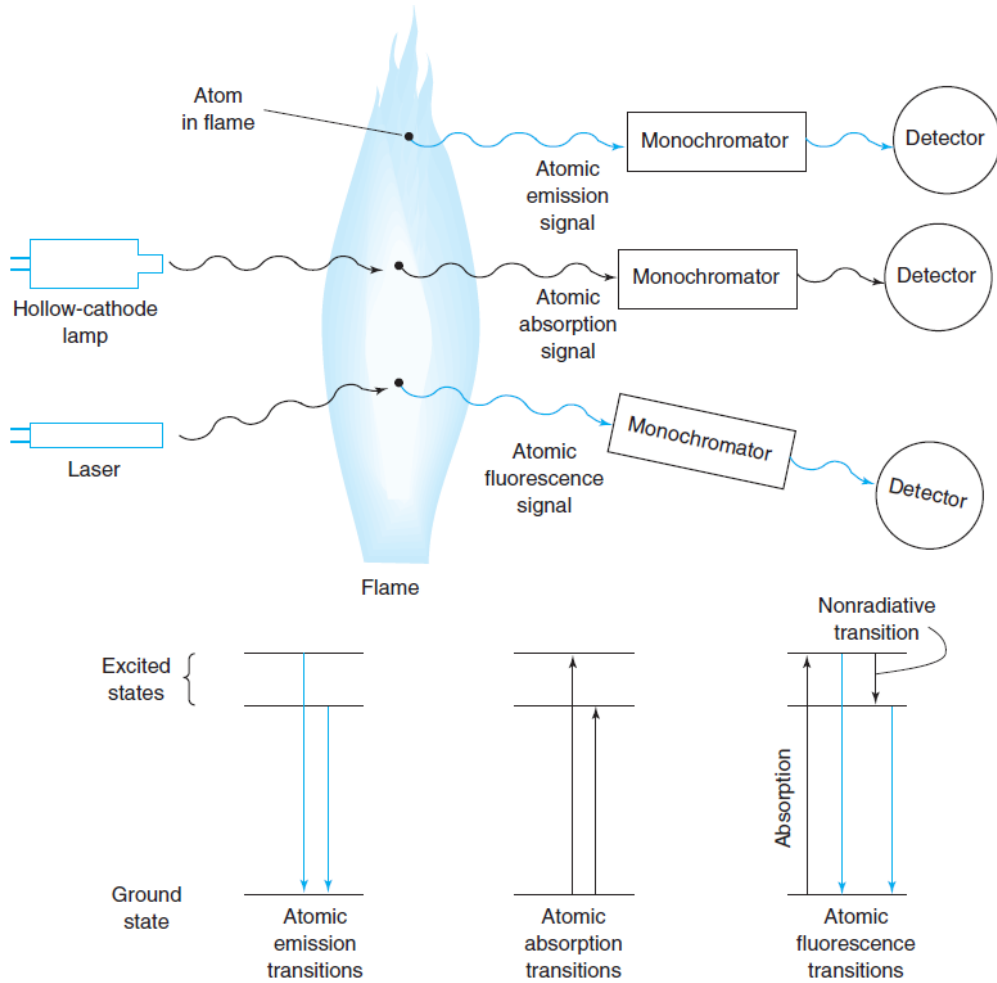 Atom
in flame
Monochromator
Detector
Atomic
emission
signal
Hollow-cathode
lamp
Monochromator
Detector
Atomic
absorption
signal
Laser
Monochromator
Detector
Atomic
fluorescence
signal
Flame
Nonradiative
transition
Excited
states
Absorption
Ground
state
Atomic
emission
transitions
Atomic
absorption
transitions
Atomic
fluorescence
transitions